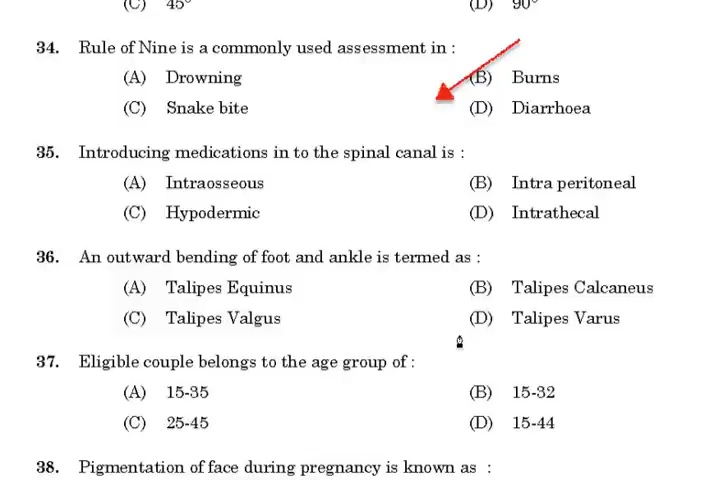 (C) 45° (D) 90°
34. Rule of Nine is a commonly used assessment in :
(A) Drowning (B) Burns
(C) Snake bite (D) Diarrhoea
35. Introducing medications in to the spinal canal is :
(A) Intraosseous (B) Intra peritoneal
(C) Hypodermic (D) Intrathecal
36. An outward bending of foot and ankle is termed as :
(A) Talipes Equinus (B) Talipes Calcaneus
(C) Talipes Valgus (D) Talipes Varus
37. Eligible couple belongs to the age group of :
(A) 15-35 (B) 15-32
(C) 25-45 (D) 15-44
38. Pigmentation of face during pregnancy is known as :